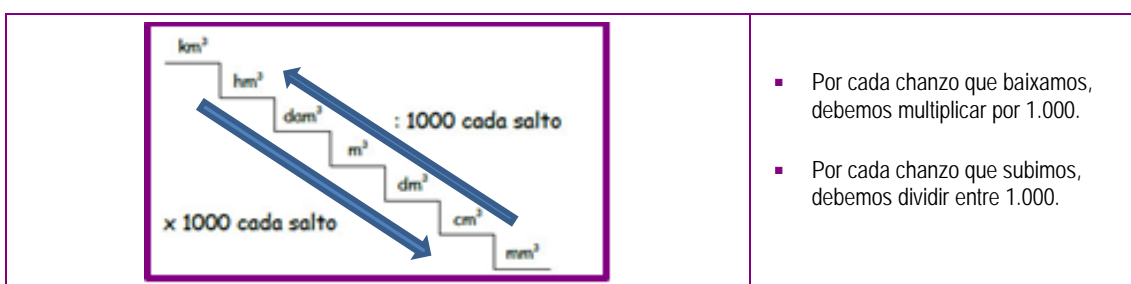 km³
hm³
dam³
: 1000 cada salto
m³
dm³
x 1000 cada salto
cm³
mm³
▪ Por cada chanzo que baixamos,
debemos multiplicar por 1.000.
▪ Por cada chanzo que subimos,
debemos dividir entre 1.000.